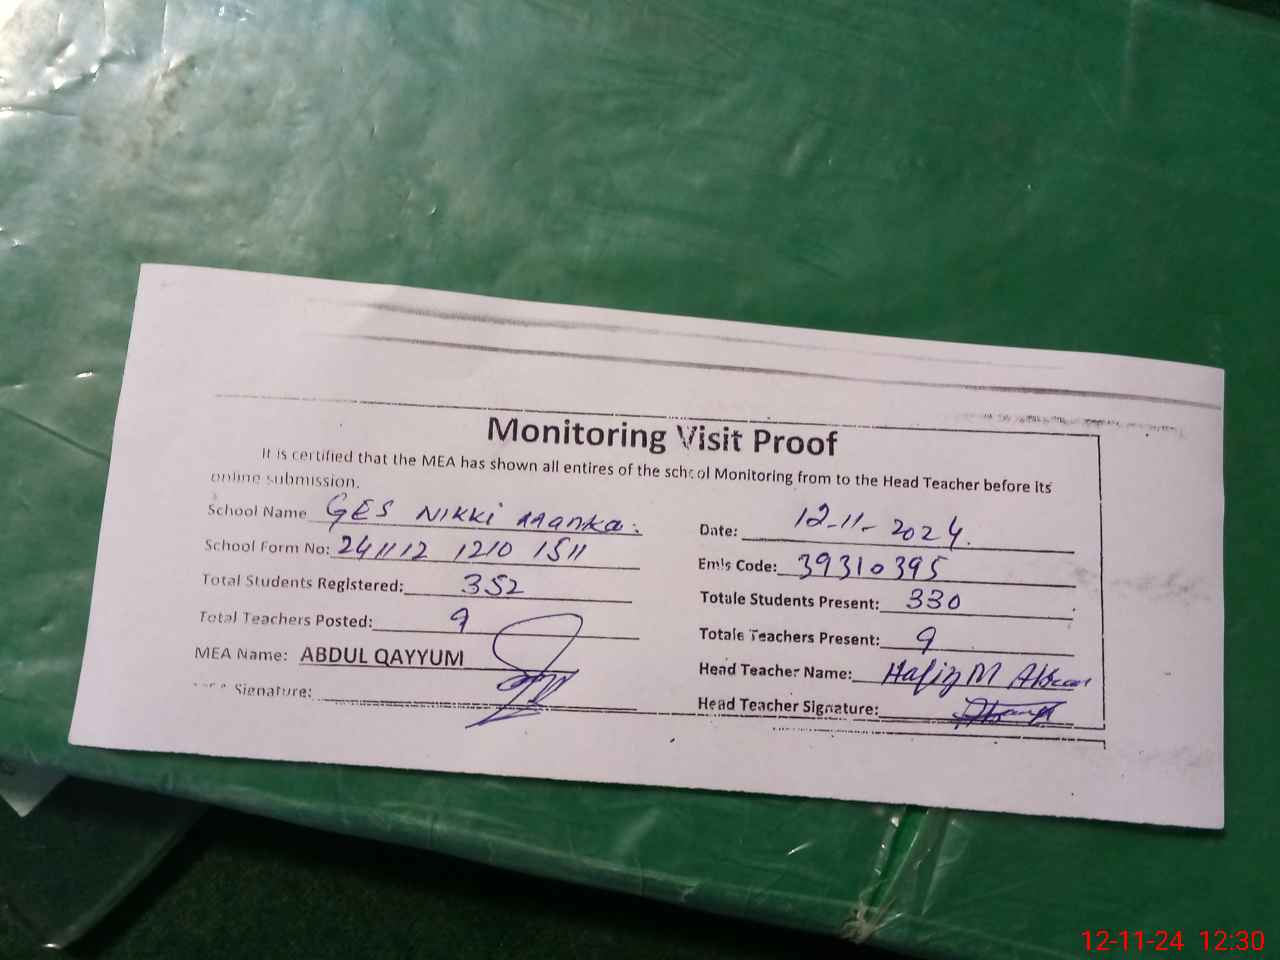 Monitoring Visit Proof
It is certified that the MEA has shown all entires of the school Monitoring from to the Head Teacher before its
online submission.
School Name GES NIKKI Manka.
Date: 12-11-2024.
School Form No: 241112 1210 1511
Emis Code: 39310395
Total Students Registered: 352
Totale Students Present: 330
Total Teachers Posted: 9
Totale Teachers Present: 9
MEA Name: ABDUL QAYYUM
Head Teacher Name: Hafiz M
Signature:
Head Teacher Signature:
12-11-24 12:30